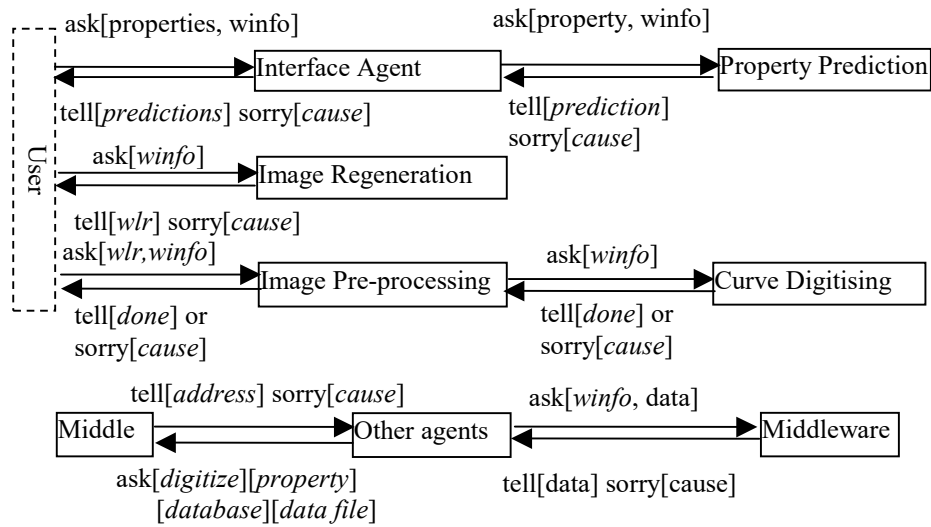 ask[properties, winfo]
ask[property, winfo]
Interface Agent
Property Prediction
tell[predictions] sorry[cause]
tell[prediction]
sorry[cause]
User
ask[winfo]
Image Regeneration
tell[wlr] sorry[cause]
ask[wlr,winfo]
ask[winfo]
Image Pre-processing
Curve Digitising
tell[done] or
sorry[cause]
tell[done] or
sorry[cause]
tell[address] sorry[cause]
ask[winfo, data]
Middle
Other agents
Middleware
ask[digitize][property]
[database][data file]
tell[data] sorry[cause]